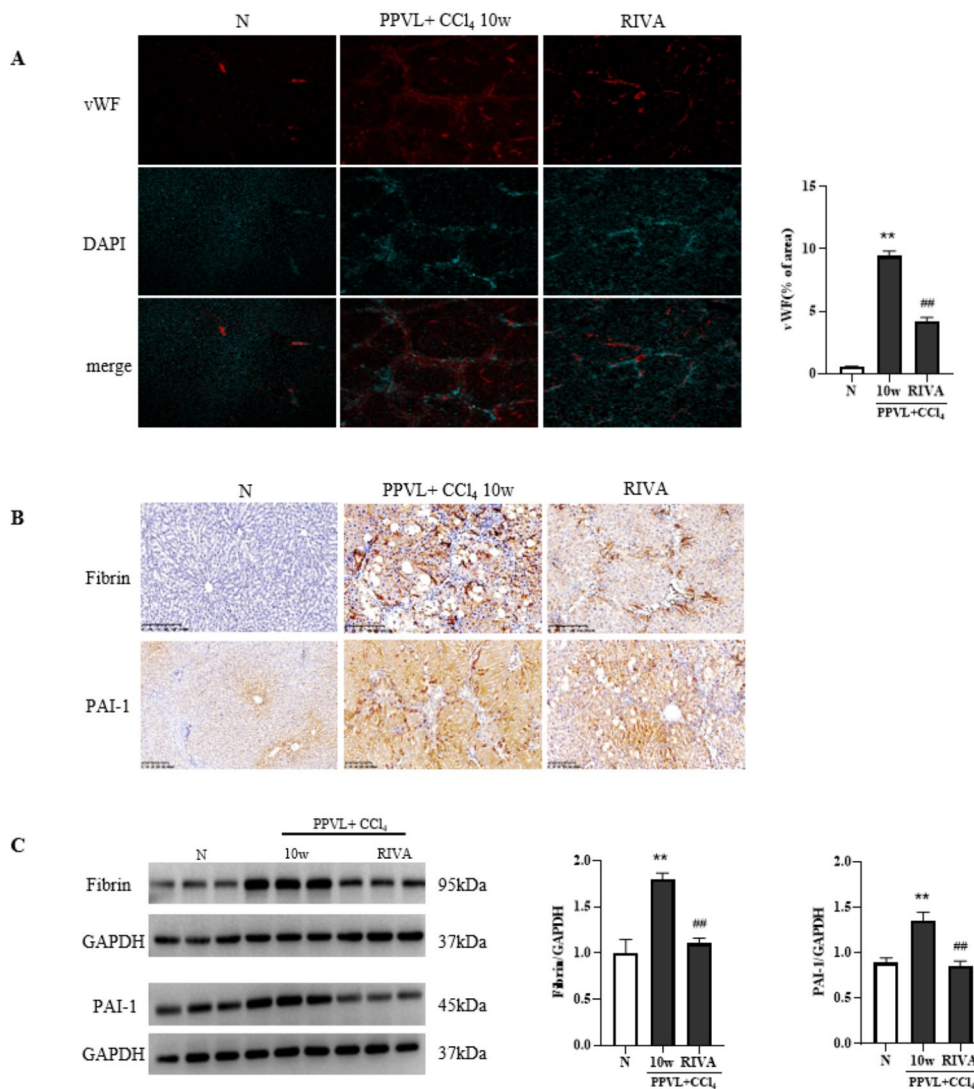 A
N
PPVL+ CCl₄ 10w
RIVA
vWF
DAPI
merge
vWF(% of area)
15
10
5
0
**
##
N
10w
RIVA
PPVL+CCl₄
B
N
PPVL+ CCl₄ 10w
RIVA
Fibrin
PAI-1
C
PPVL+ CCl₄
N
10w
RIVA
Fibrin
95kDa
GAPDH
37kDa
PAI-1
45kDa
GAPDH
37kDa
Fibrin/GAPDH
2.0
1.5
1.0
0.5
0.0
**
##
N
10w
RIVA
PPVL+CCl₄
PAI-1/GAPDH
2.0
1.5
1.0
0.5
0.0
**
##
N
10w
RIVA
PPVL+CCl₄